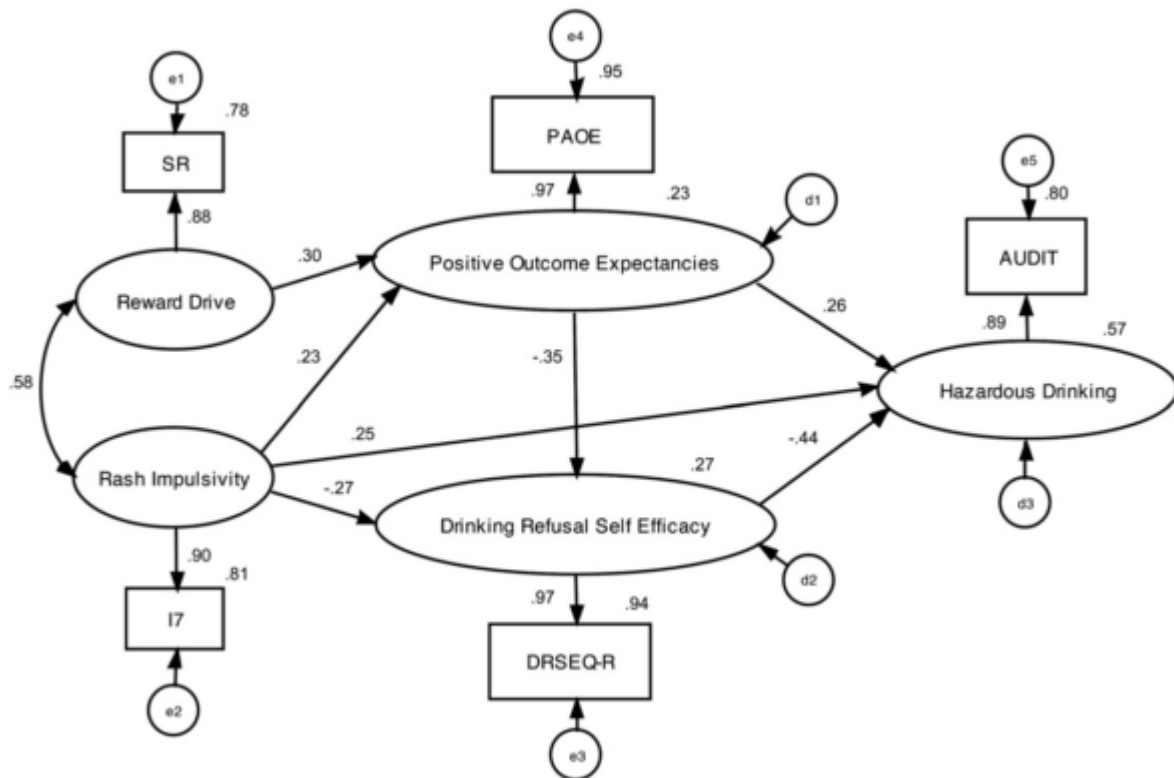 e4
.95
e1
.78
PAOE
SR
e5
.97
.23
d1
.80
.88
AUDIT
.30
Positive Outcome Expectancies
Reward Drive
.26
.89
.57
.23
-.35
.58
Hazardous Drinking
.25
-.44
.27
Rash Impulsivity
-.27
d3
Drinking Refusal Self Efficacy
.90
.81
d2
.97
.94
I7
DRSEQ-R
e2
e3